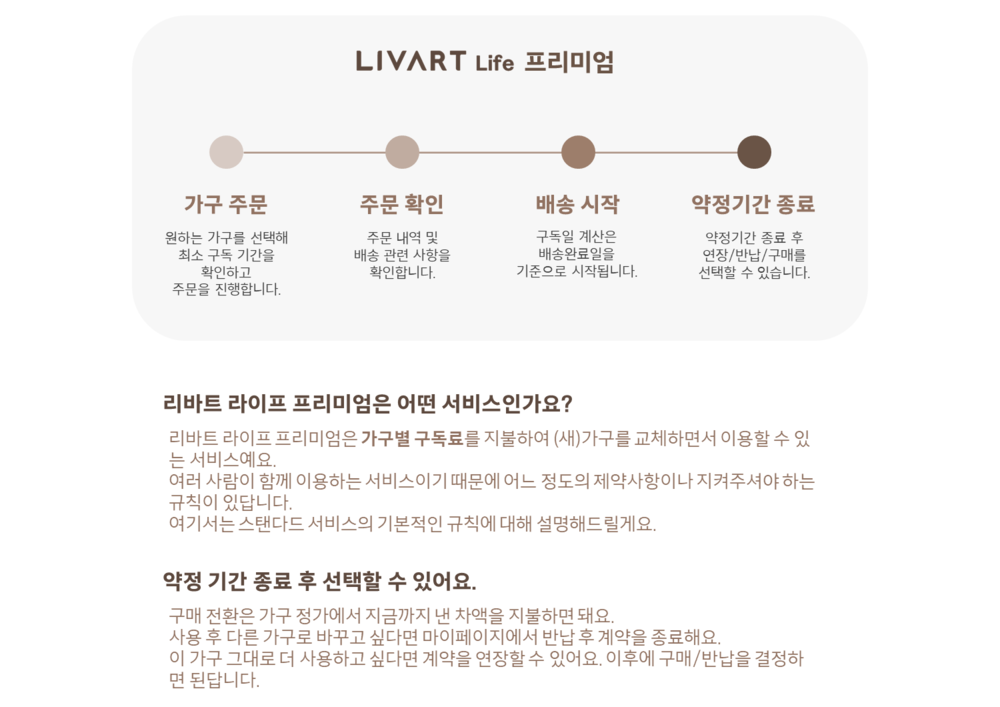 LIVART Life 프리미엄
가구 주문
원하는 가구를 선택해
최소 구독 기간을
확인하고
주문을 진행합니다.
주문 확인
주문 내역 및
배송 관련 사항을
확인합니다.
배송 시작
구독일 계산은
배송완료일을
기준으로 시작됩니다.
약정기간 종료
약정기간 종료 후
연장/반납/구매를
선택할 수 있습니다.
리바트 라이프 프리미엄은 어떤 서비스인가요?
리바트 라이프 프리미엄은 가구별 구독료를 지불하여 (새)가구를 교체하면서 이용할 수 있
는 서비스예요.
여러 사람이 함께 이용하는 서비스이기 때문에 어느 정도의 제약사항이나 지켜주셔야 하는
규칙이 있답니다.
여기서는 스탠다드 서비스의 기본적인 규칙에 대해 설명해드릴게요.
약정 기간 종료 후 선택할 수 있어요.
구매 전환은 가구 정가에서 지금까지 낸 차액을 지불하면 돼요.
사용 후 다른 가구로 바꾸고 싶다면 마이페이지에서 반납 후 계약을 종료해요.
이 가구 그대로 더 사용하고 싶다면 계약을 연장할 수 있어요. 이후에 구매/반납을 결정하
면 된답니다.